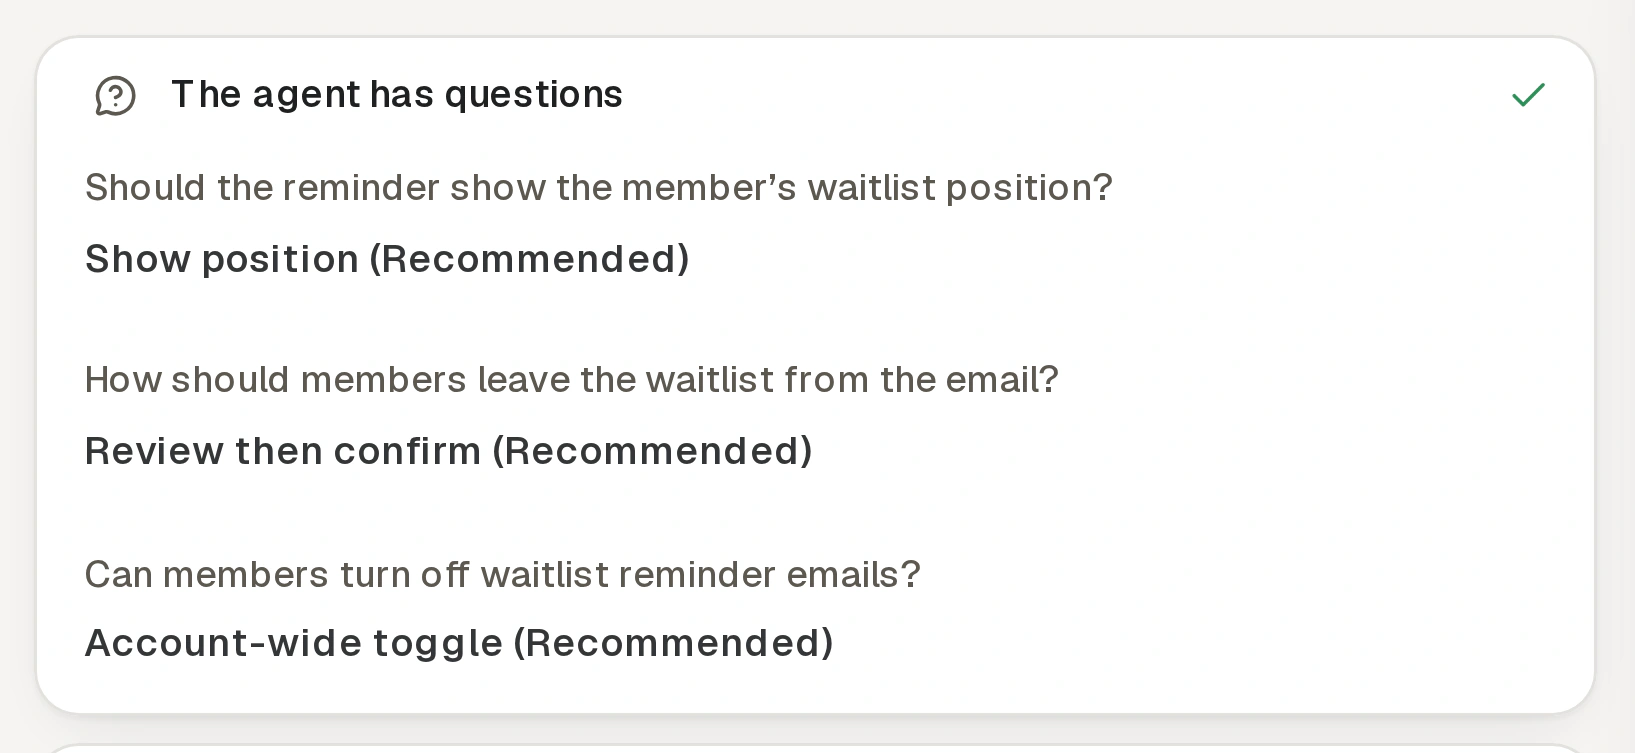 The agent has questions
Should the reminder show the member’s waitlist position?
Show position (Recommended)
How should members leave the waitlist from the email?
Review then confirm (Recommended)
Can members turn off waitlist reminder emails?
Account-wide toggle (Recommended)